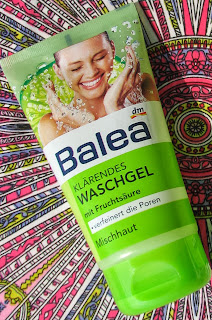 dm
Balea
KLÄRENDES
WASCHGEL
mit Fruchtsäure
• verfeinert die Poren
Mischhaut